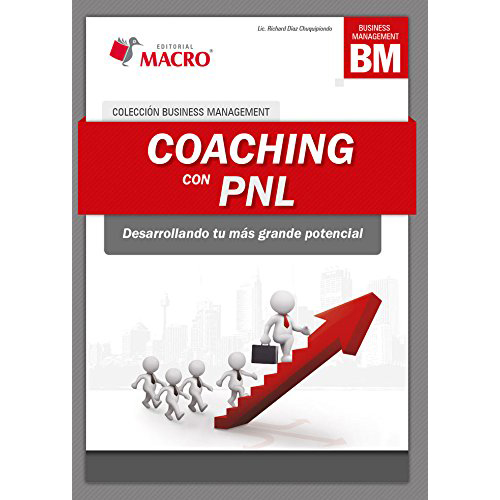 Lic. Richard Díaz Chuquipiondo
EDITORIAL
MACRO®
BUSINESS
MANAGEMENT
BM
COLECCIÓN BUSINESS MANAGEMENT
COACHING
CON PNL
Desarrollando tu más grande potencial